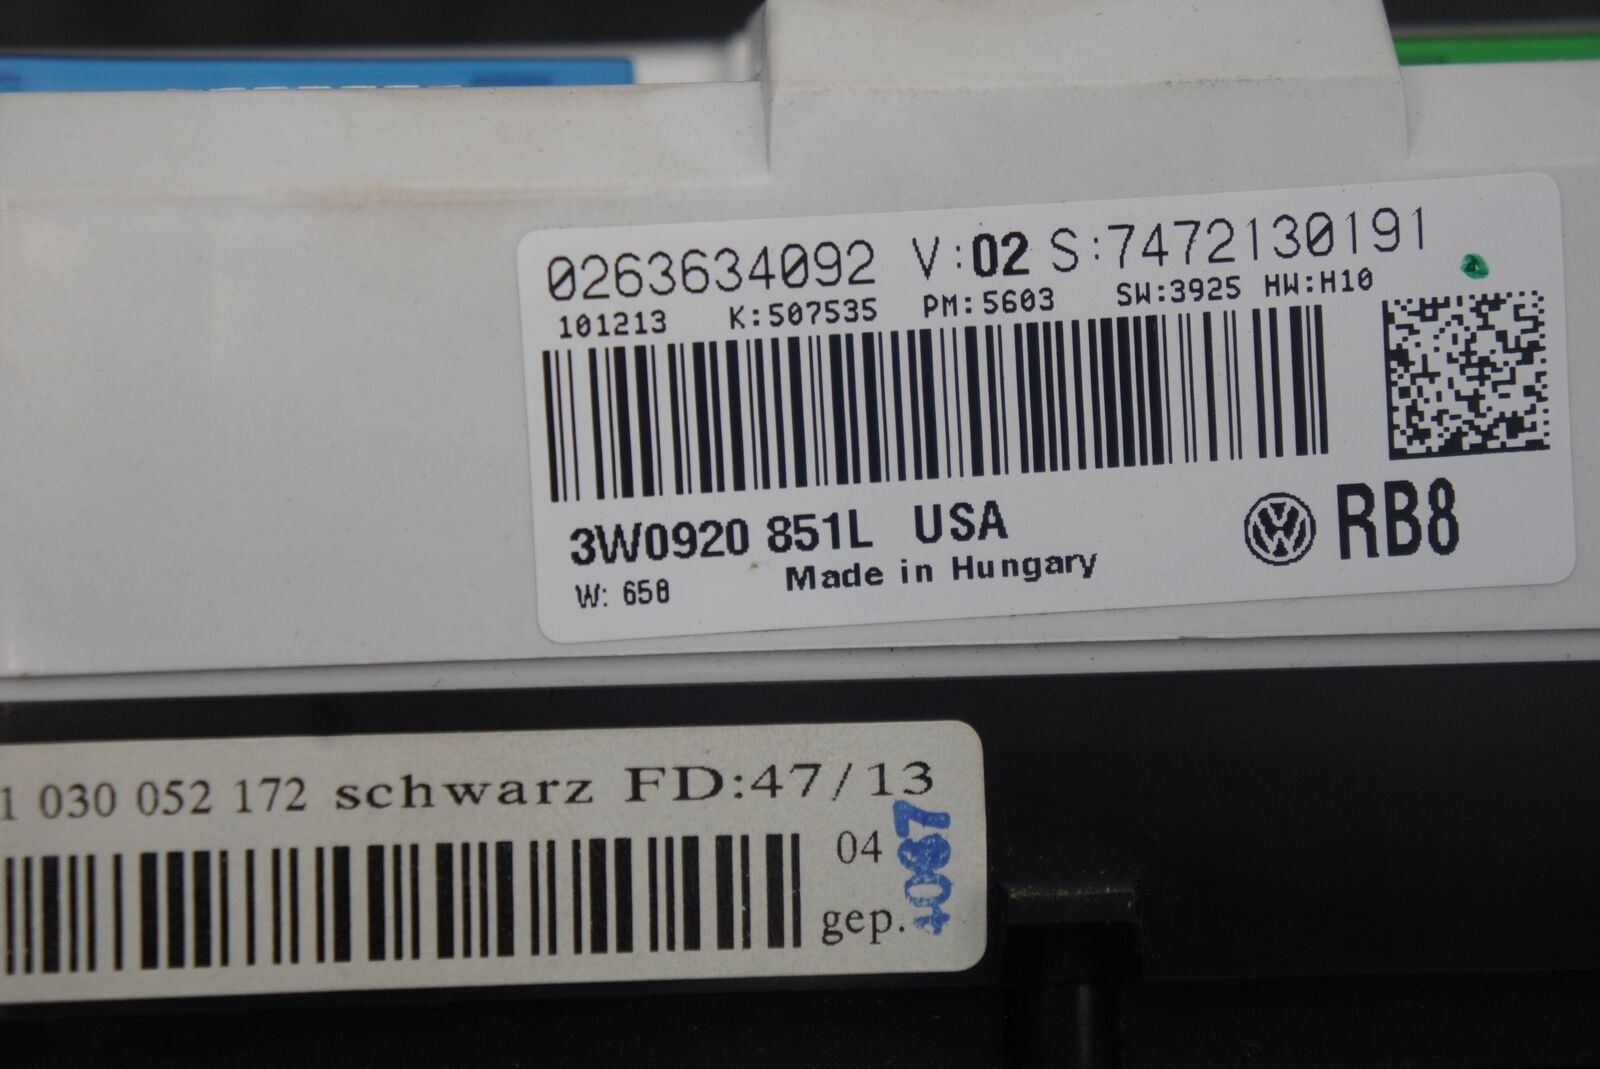 0263634092 V:02 S:7472130191
101213 K:507535 PM:5603 SW:3925 HW:H10
3W0920 851L USA
RB8
W: 658 Made in Hungary
1 030 052 172 schwarz FD:47/13
04
gep.